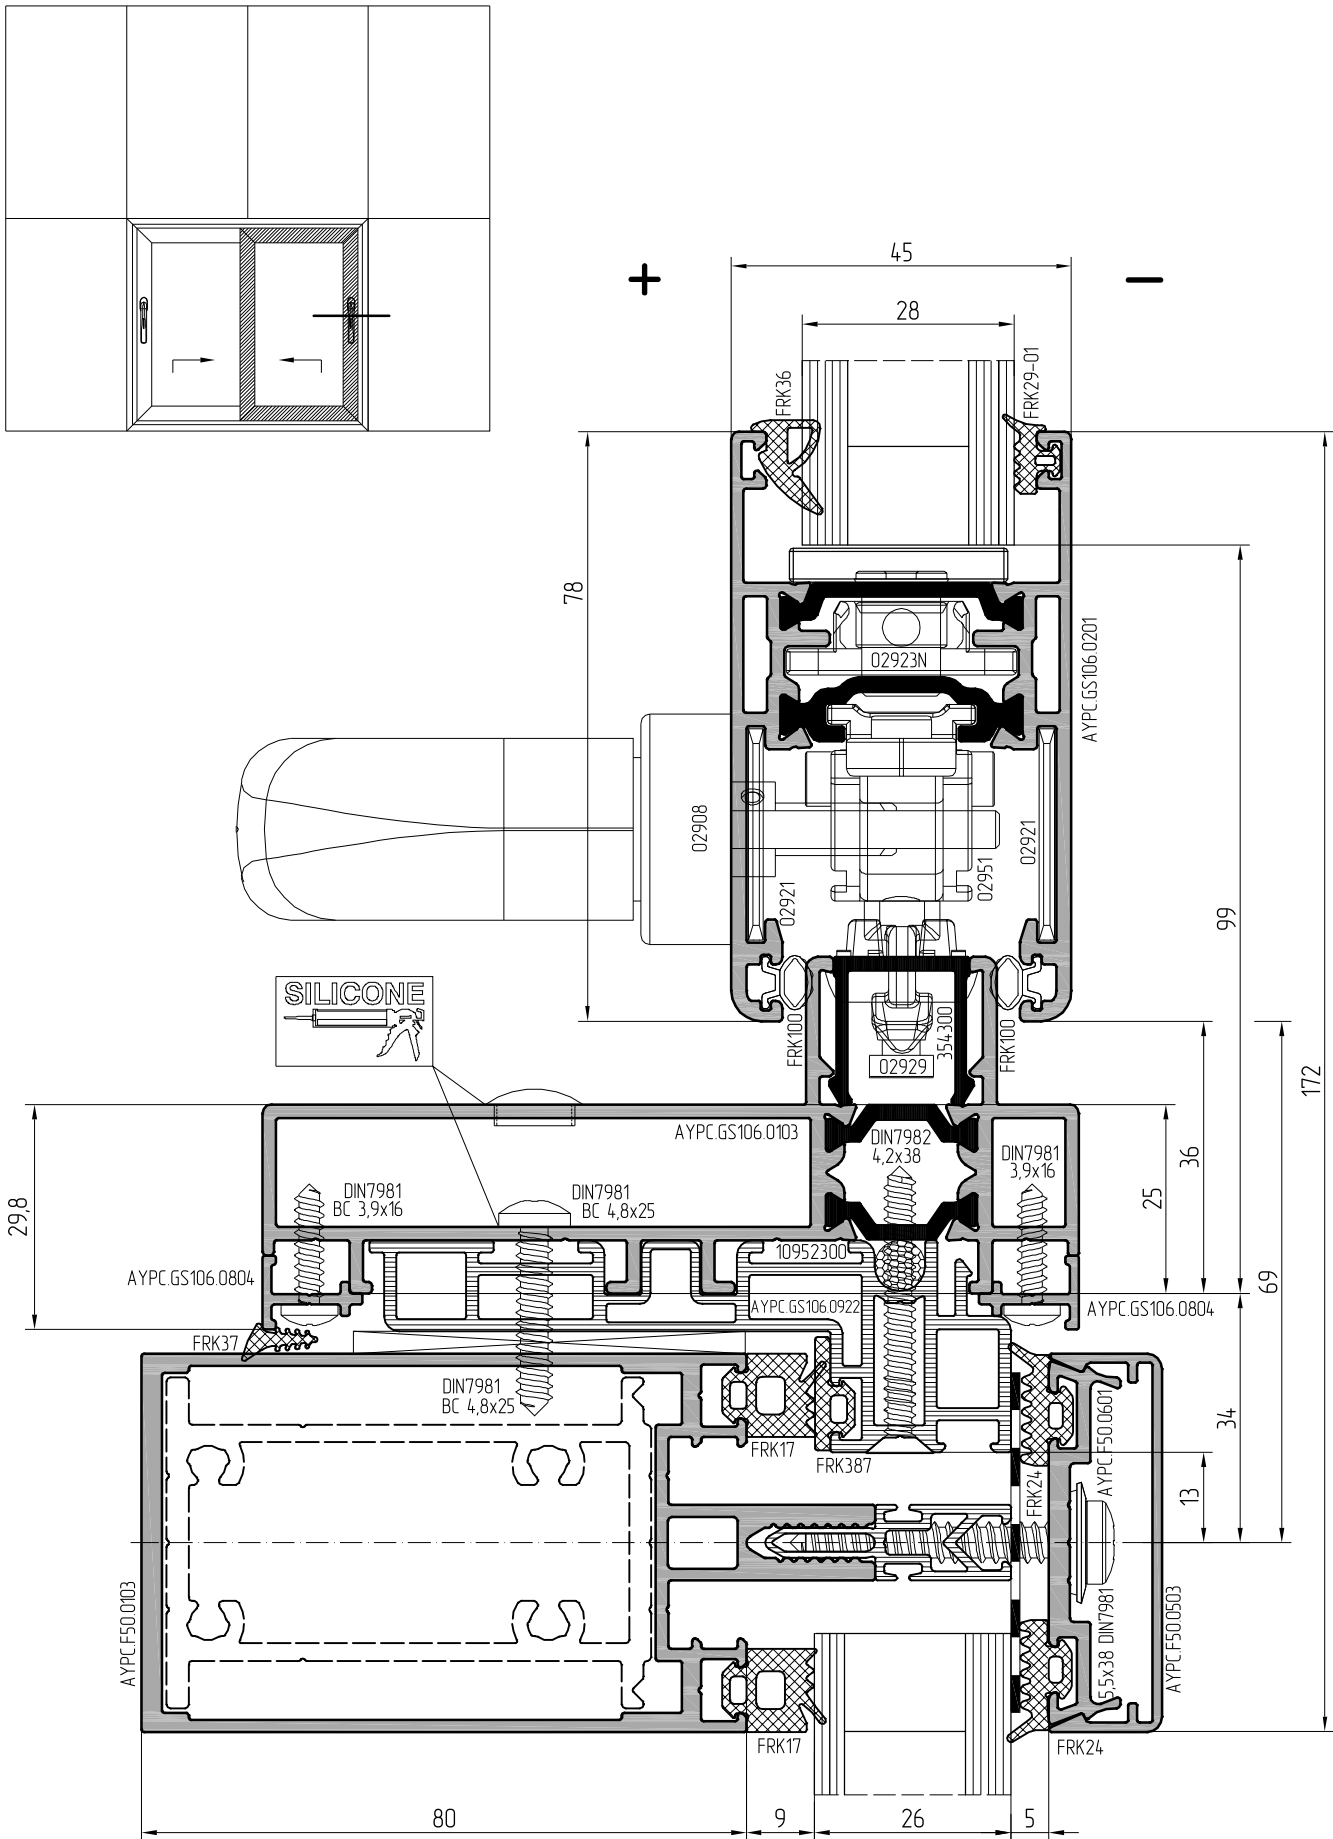 +
−
45
28
FRK36
FRK29-01
78
02923N
AYPC.GS106.0201
02908
02921
02951
02921
99
SILICONE
FRK100
354300
FRK100
02929
172
AYPC.GS106.0103
DIN7982
4,2x38
DIN7981
3,9x16
36
25
29,8
DIN7981
BC 3,9x16
DIN7981
BC 4,8x25
10952300
69
AYPC.GS106.0804
AYPC.GS106.0922
AYPC.GS106.0804
FRK37
DIN7981
BC 4,8x25
AYPC.F50.0601
34
FRK17
FRK387
FRK24
13
AYPC.F50.0103
5,5x38 DIN7981
AYPC.F50.0503
FRK17
FRK24
80
9
26
5